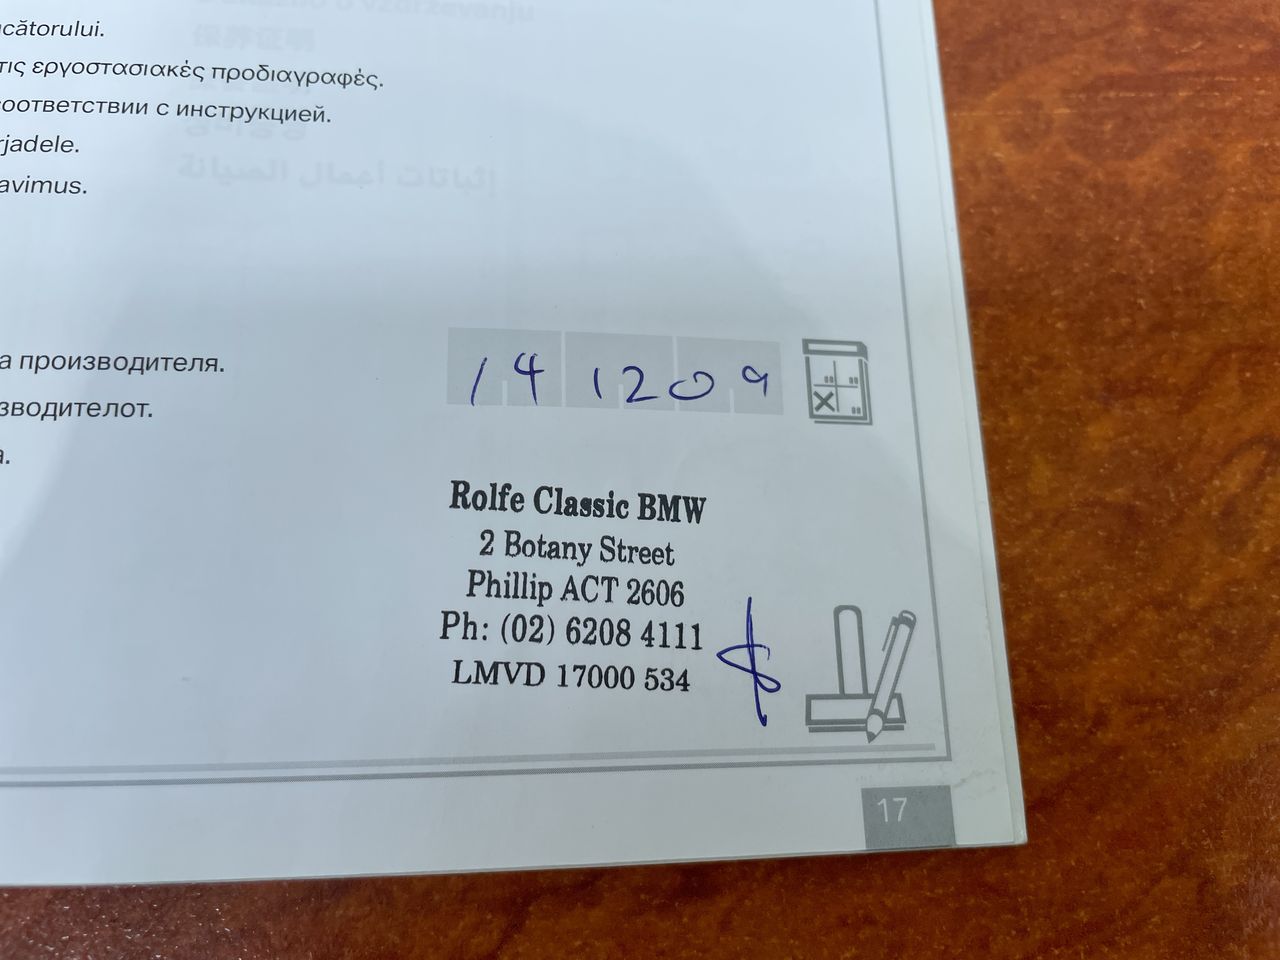 cătorului.
τις εργοστασιακές προδιαγραφές.
соответствии с инструкцией.
rjadele.
avimus.
а производителя.
зводителот.
а.
14 12 09
Rolfe Classic BMW
2 Botany Street
Phillip ACT 2606
Ph: (02) 6208 4111
LMVD 17000 534
17